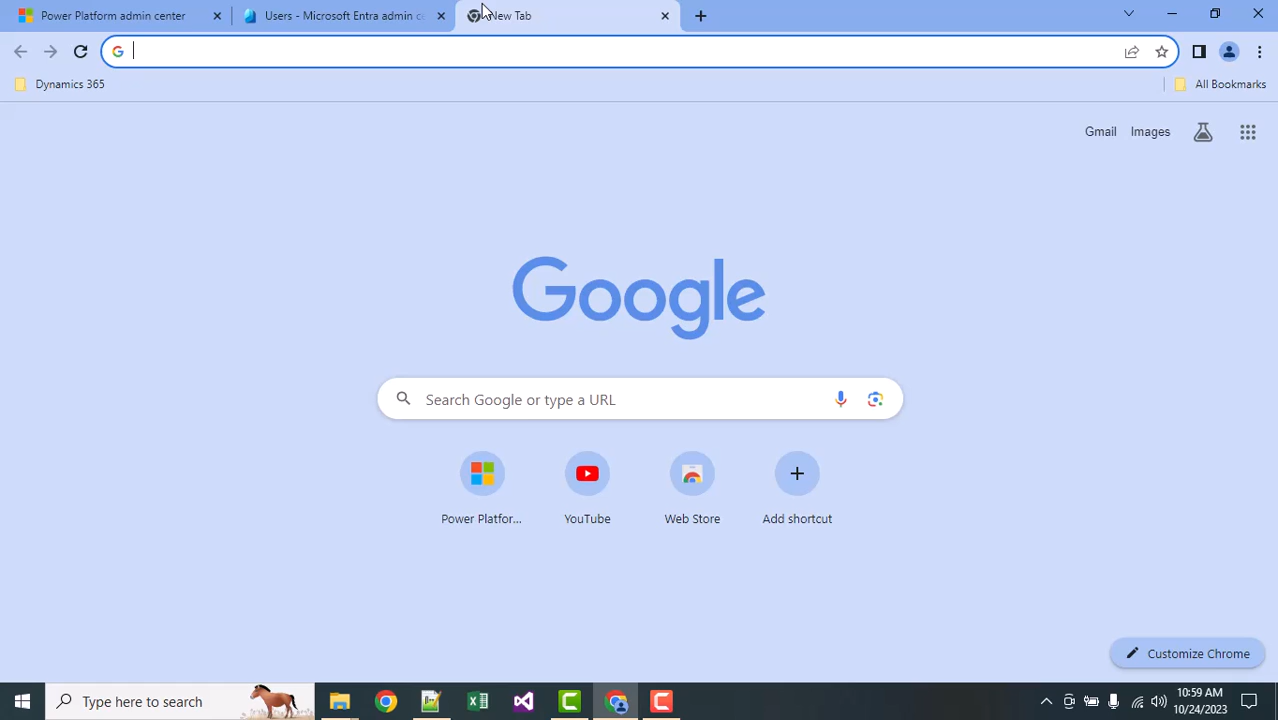 Power Platform admin center
Users - Microsoft Entra admin c
New Tab
Dynamics 365
All Bookmarks
Gmail
Images
Google
Search Google or type a URL
Power Platfor...
YouTube
Web Store
Add shortcut
Customize Chrome
Type here to search
10:59 AM
10/24/2023